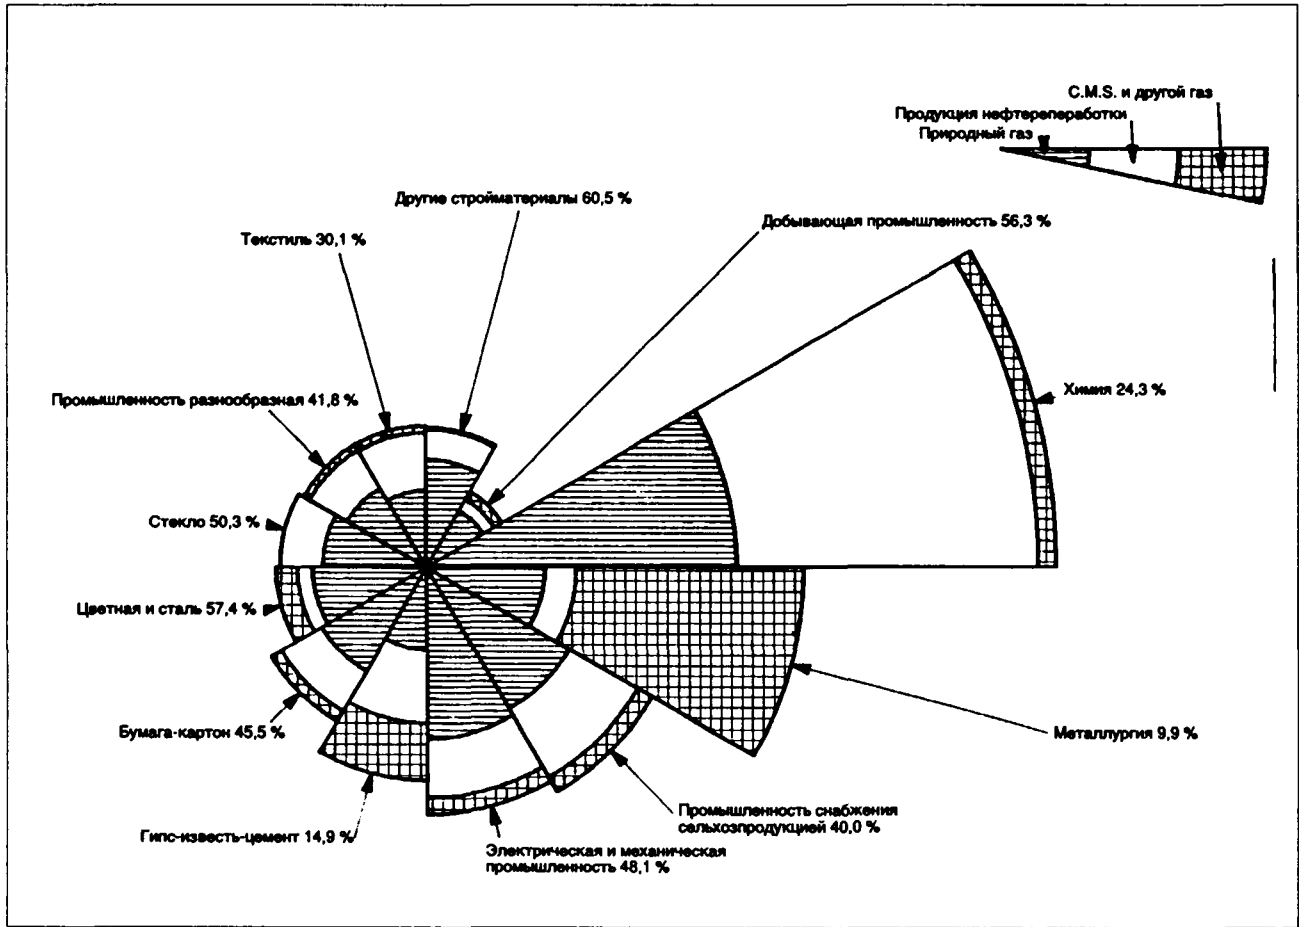 C.M.S. и другой газ
Продукция нефтерепеработки
Природный газ
Другие стройматериалы 60,5 %
Добывающая промышленность 56,3 %
Текстиль 30,1 %
Химия 24,3 %
Промышленность разнообразная 41,8 %
Стекло 50,3 %
Цветная и сталь 57,4 %
Бумага-картон 45,5 %
Металлургия 9,9 %
Гипс-известь-цемент 14,9 %
Промышленность снабжения
сельхозпродукцией 40,0 %
Электрическая и механическая
промышленность 48,1 %